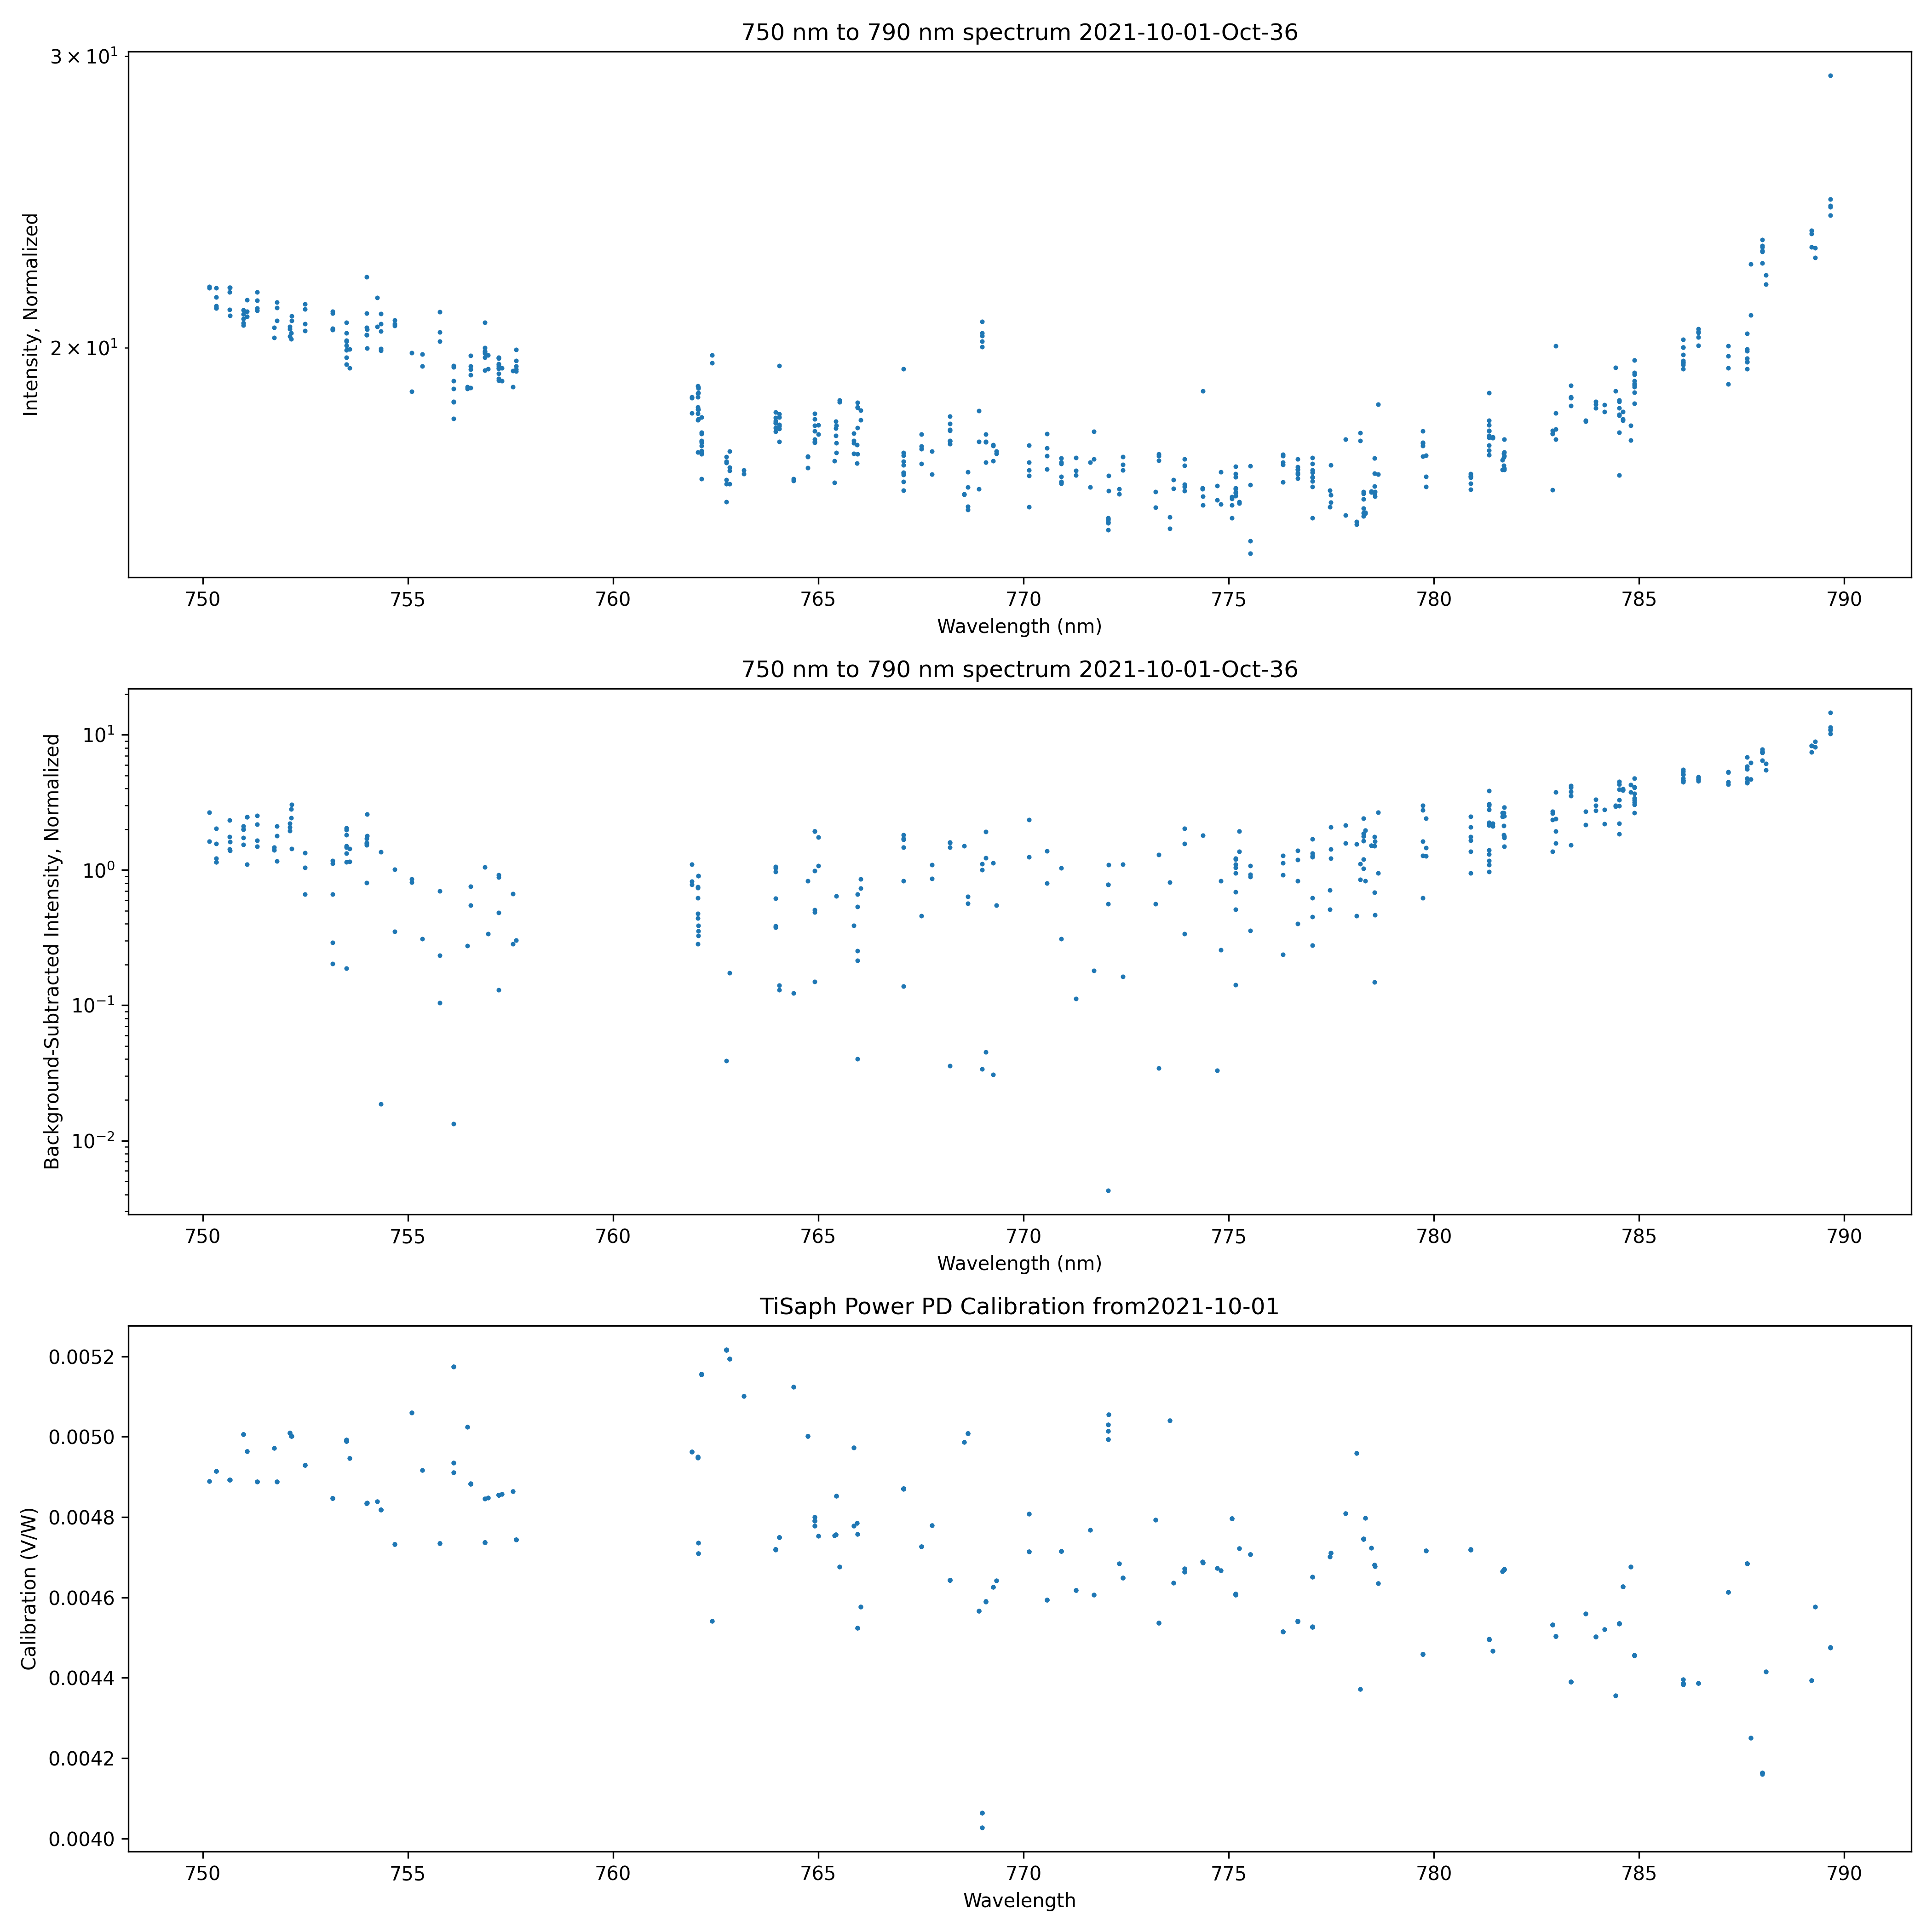 750 nm to 790 nm spectrum 2021-10-01-Oct-36
3 × 10¹
2 × 10¹
Intensity, Normalized
750 755 760 765 770 775 780 785 790
Wavelength (nm)
750 nm to 790 nm spectrum 2021-10-01-Oct-36
10¹
10⁰
10⁻¹
10⁻²
Background-Subtracted Intensity, Normalized
750 755 760 765 770 775 780 785 790
Wavelength (nm)
TiSaph Power PD Calibration from2021-10-01
0.0052
0.0050
0.0048
0.0046
0.0044
0.0042
0.0040
Calibration (V/W)
750 755 760 765 770 775 780 785 790
Wavelength